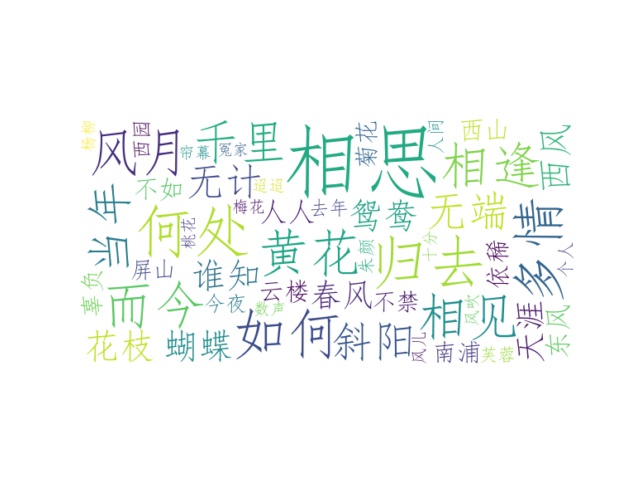 杨柳
风月
西园
千里
帘幕
冤家
相思
菊花
人间
西山
相逢
西风
不如
无计
迢迢
当年
何处
梅花
人人
去年
鸳鸯
无端
多情
桃花
黄花
朱颜
归去
十分
依稀
个人
辜负
屏山
谁知
而今
今夜
云楼
数声
春风
不禁
相见
风吹
天涯
东风
花枝
蝴蝶
如何
斜阳
风儿
南浦
芙蓉